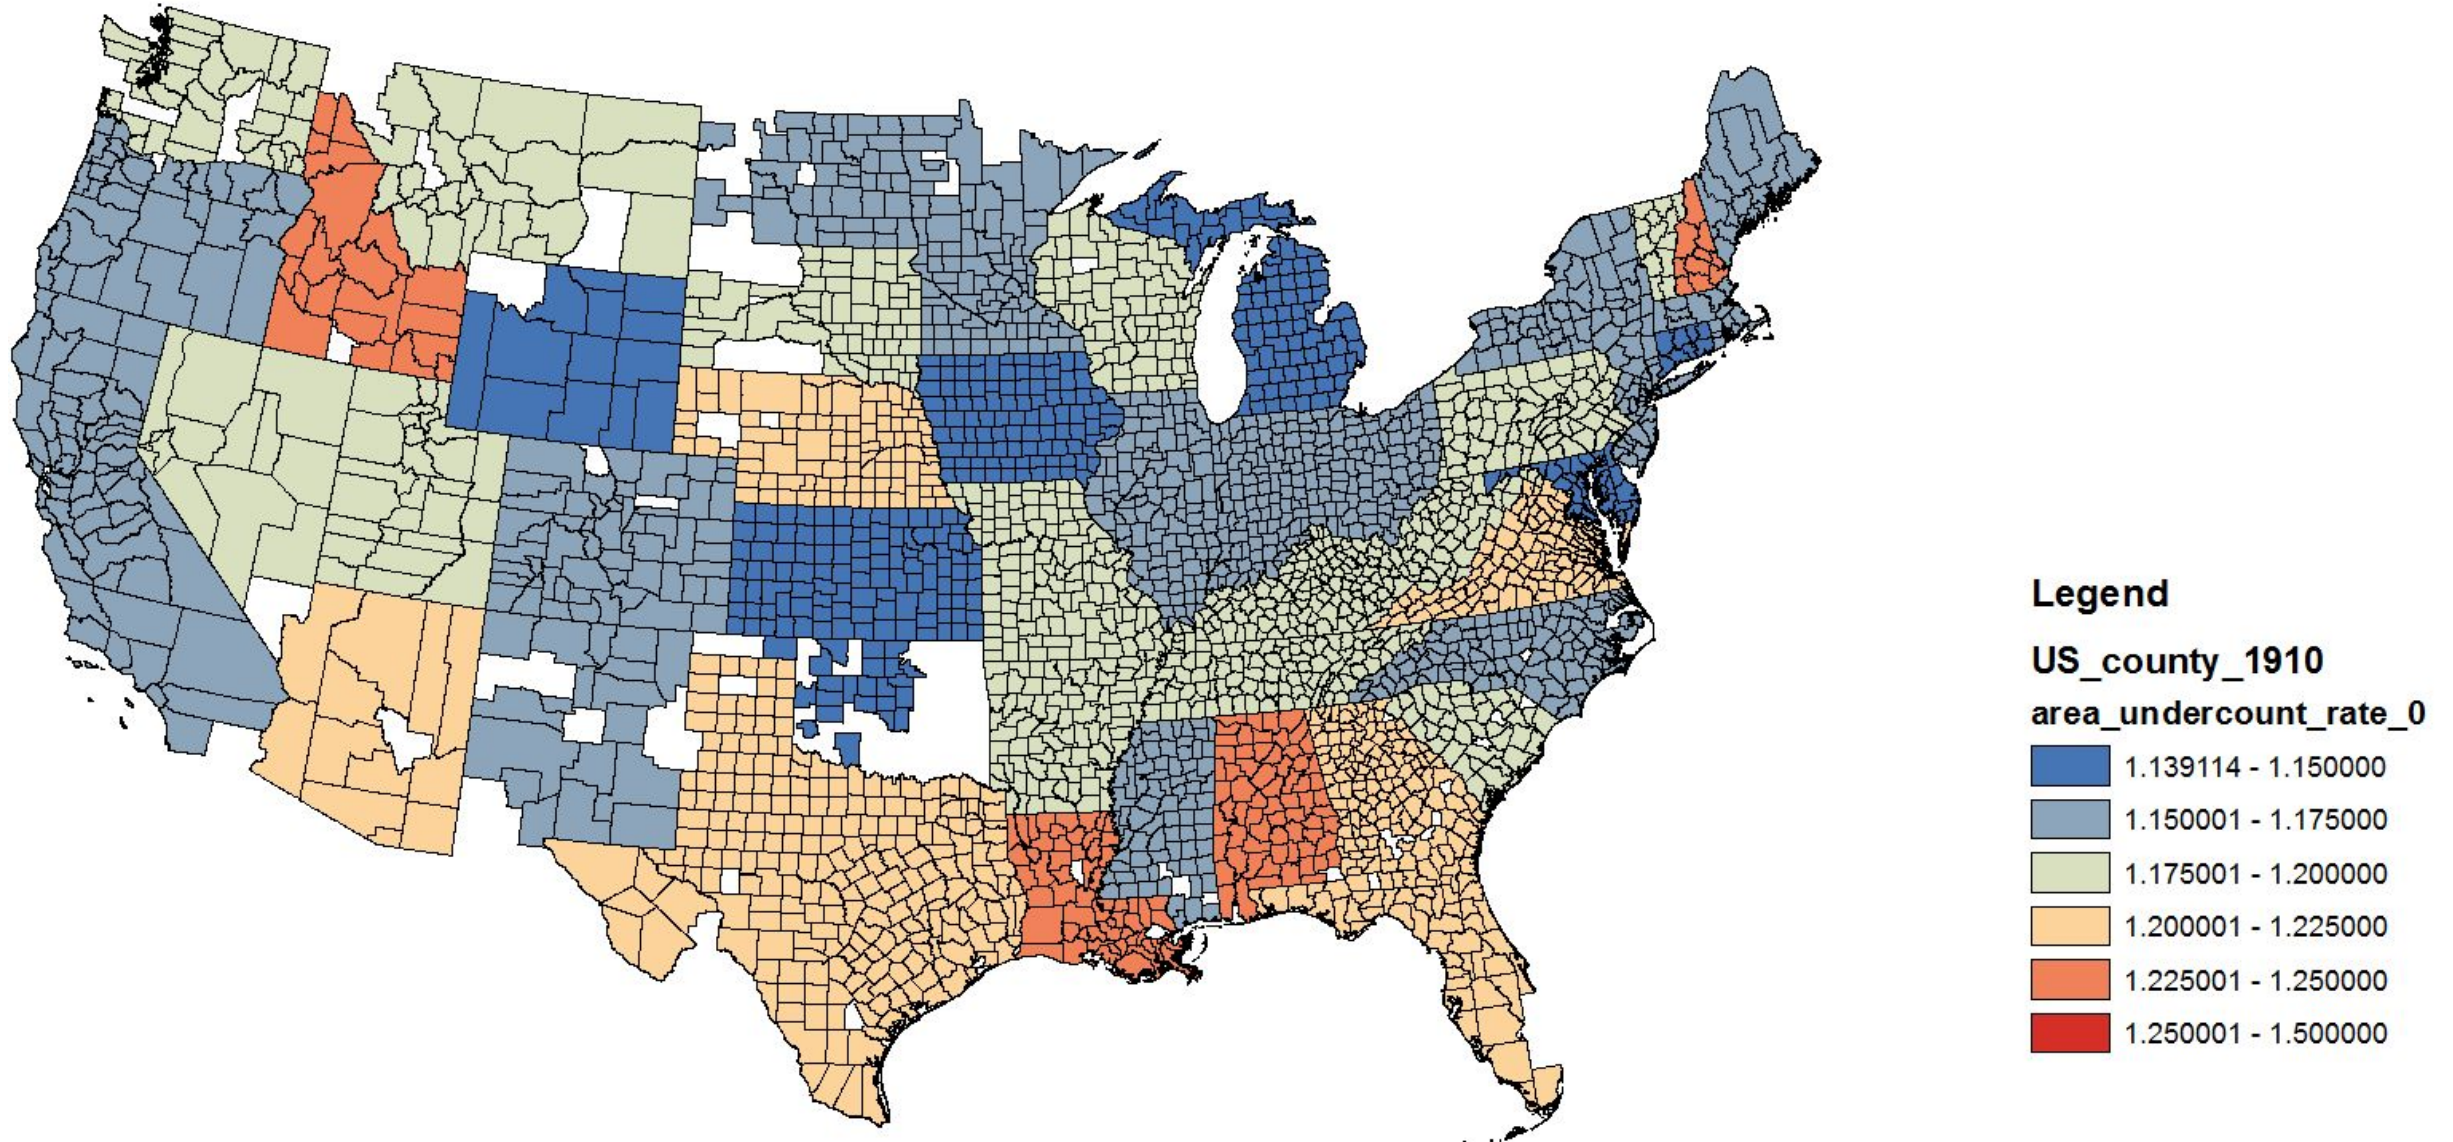 Legend
US_county_1910
area_undercount_rate_0
1.139114 - 1.150000
1.150001 - 1.175000
1.175001 - 1.200000
1.200001 - 1.225000
1.225001 - 1.250000
1.250001 - 1.500000